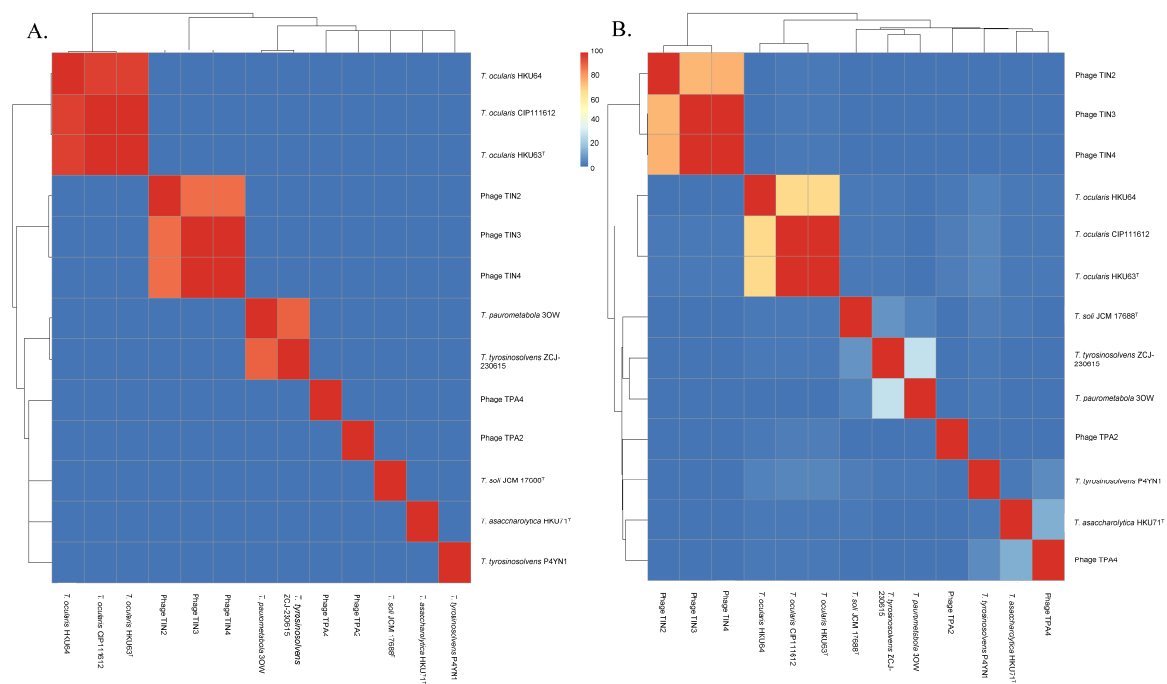 A.
T. ocularis HKU64
T. ocularis CIP111612
T. ocularis HKU63ᵀ
Phage TIN2
Phage TIN3
Phage TIN4
T. paurometabola 3OW
T. tyrosinosolvens ZCJ-
230615
Phage TPA4
Phage TPA2
T. soli JCM 17600ᵀ
T. asaccharolytica HKU71ᵀ
T. tyrosinsolvens P4YN1
T. ocularis HKU64
T. ocularis CIP111612
T. ocularis HKU63ᵀ
Phage TIN2
Phage TIN3
Phage TIN4
T. paurometabola 3OW
T. tyrosinosolvens
ZCJ-230615
Phage TPA4
Phage TPA2
T. soli JCM 17688ᵀ
T. asaccharolytica HKU71ᵀ
T. tyrosinsolvens P4YN1
100
80
60
40
20
0
B.
Phage TIN2
Phage TIN3
Phage TIN4
T. ocularis HKU64
T. ocularis CIP111612
T. ocularis HKU63ᵀ
T. soli JCM 17688ᵀ
T. tyrosinosolvens ZCJ-
230615
T. paurometabola 3OW
Phage TPA2
T. tyrosinsolvens P4YN1
T. asaccharolytica HKU71ᵀ
Phage TPA4
Phage TIN2
Phage TIN3
Phage TIN4
T. ocularis HKU64
T. ocularis CIP111612
T. ocularis HKU63ᵀ
T. soli JCM 17688ᵀ
T. tyrosinosolvens ZCJ-
230615
T. paurometabola 3OW
Phage TPA2
T. tyrosinsolvens P4YN1
T. asaccharolytica HKU71ᵀ
Phage TPA4